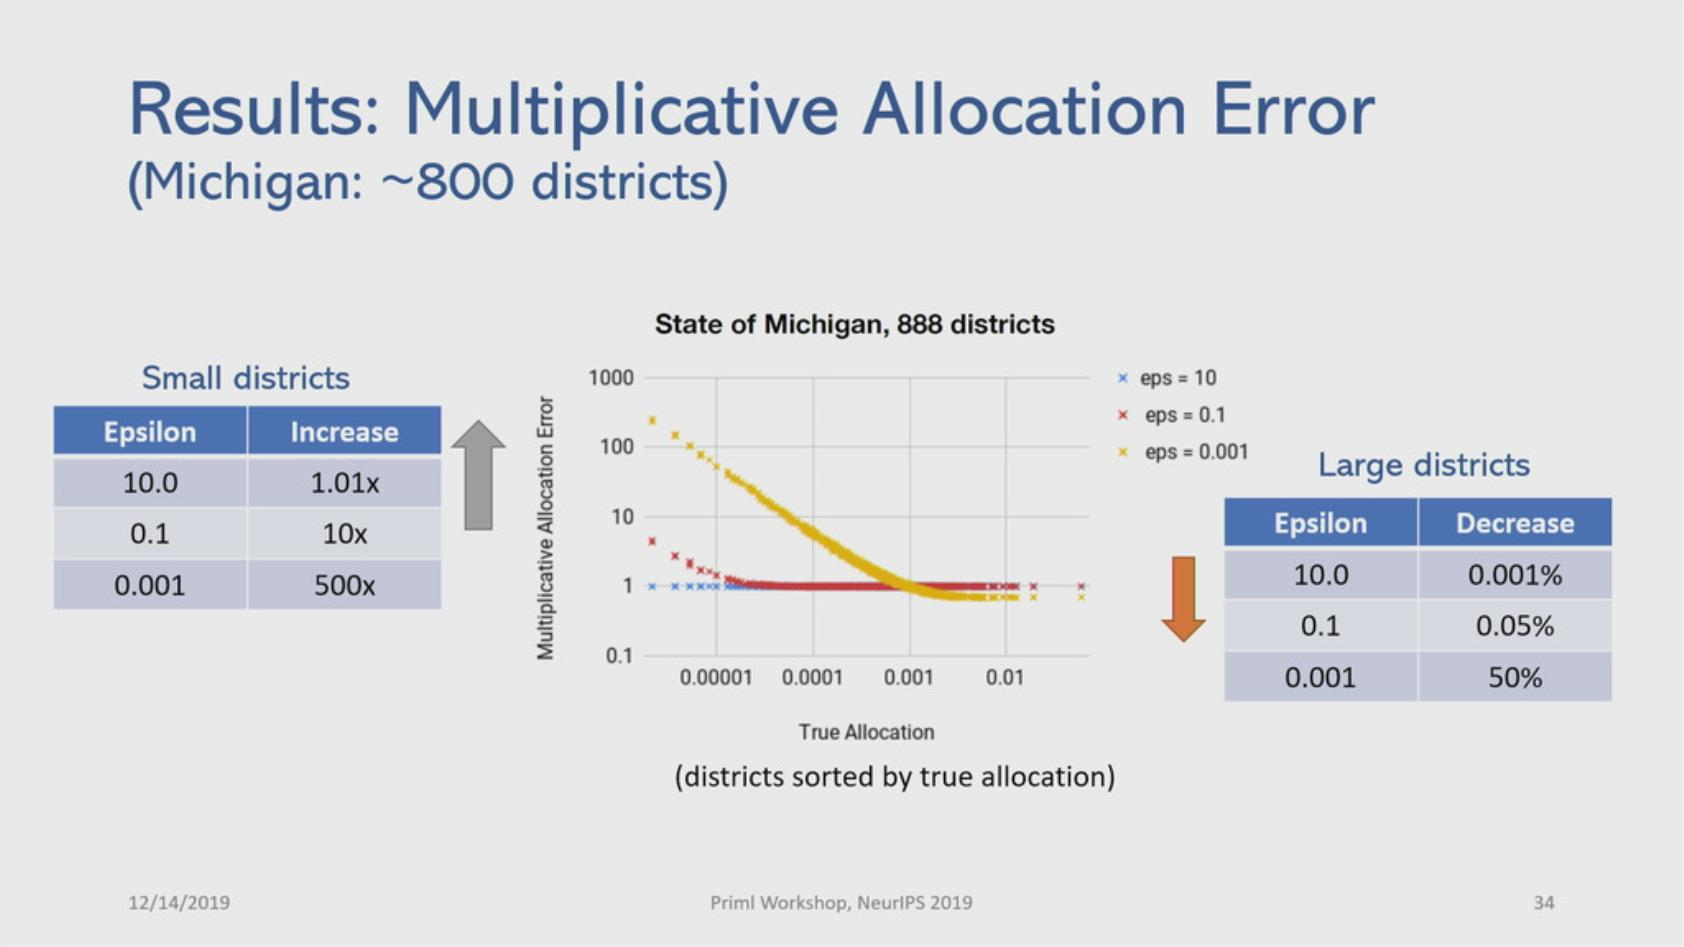 Results: Multiplicative Allocation Error
(Michigan: ~800 districts)
Small districts
Epsilon Increase
10.0 1.01x
0.1 10x
0.001 500x
State of Michigan, 888 districts
Multiplicative Allocation Error
1000
100
10
1
0.1
0.00001 0.0001 0.001 0.01
True Allocation
(districts sorted by true allocation)
eps = 10
eps = 0.1
eps = 0.001
Large districts
Epsilon Decrease
10.0 0.001%
0.1 0.05%
0.001 50%
12/14/2019 Priml Workshop, NeurIPS 2019 34